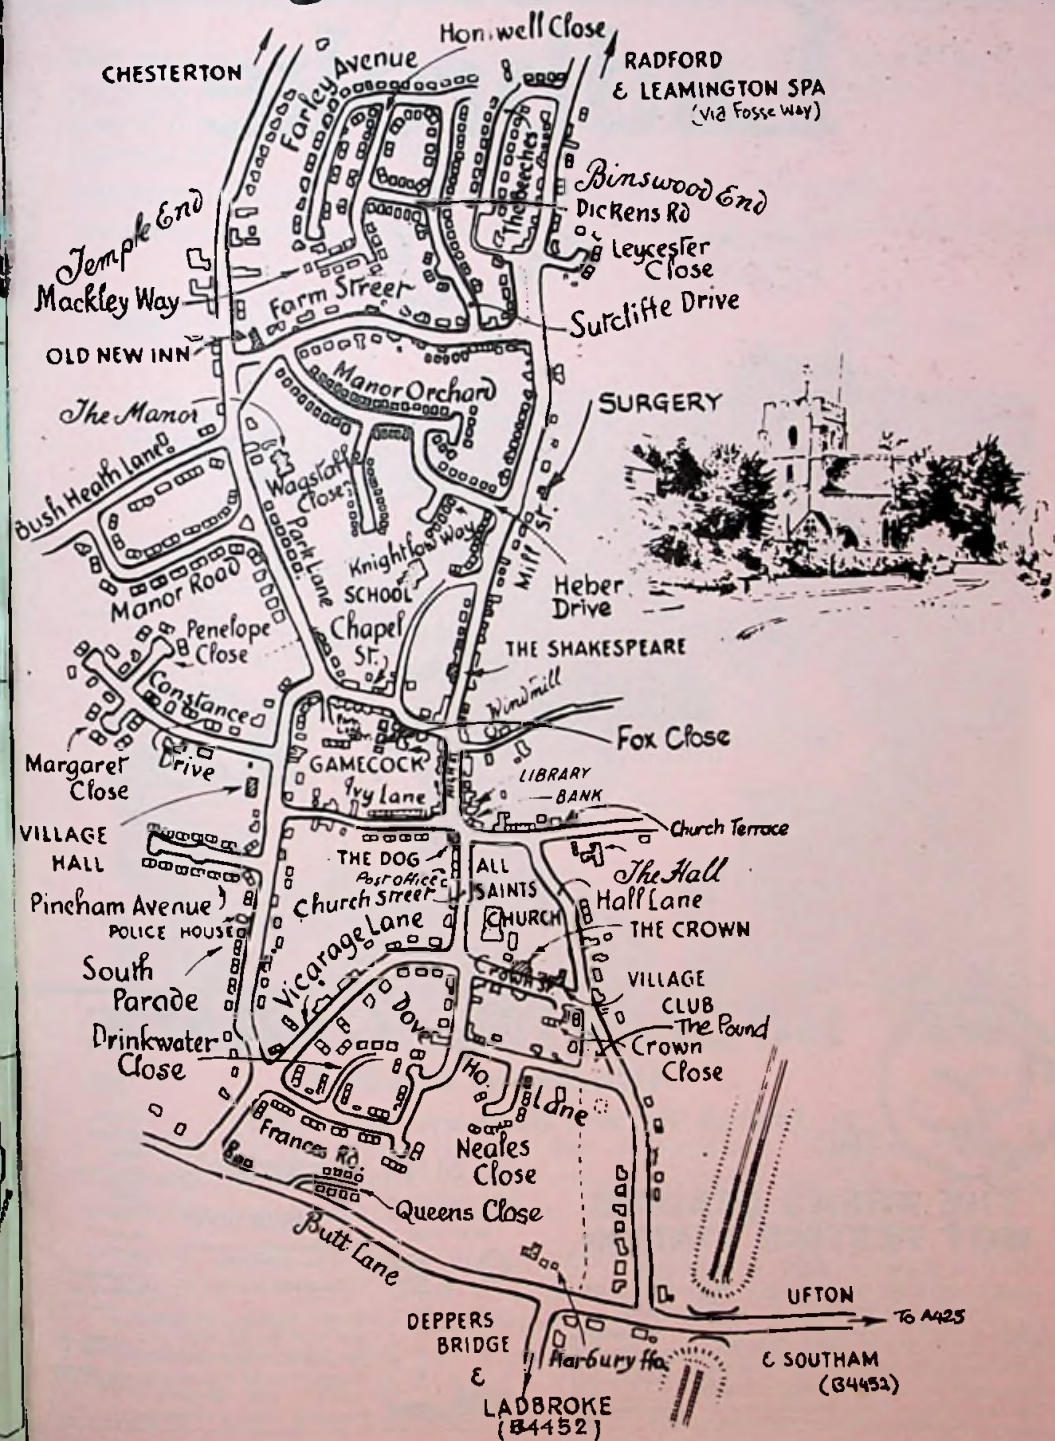 Honiwell Close
CHESTERTON
Farley Avenue
RADFORD
& LEAMINGTON SPA
(via Fosse Way)
The Beeches
Binswood End
Dickens Rd
Temple End
Leycester
Close
Mackley Way
Farm Street
Sutcliffe Drive
OLD NEW INN
Manor Orchard
The Manor
SURGERY
Bush Heath Lane
Wagstaff
Close
Park Lane
Knightlow Way
Mill St.
Manor Road
SCHOOL
Heber
Drive
Penelope
Close
Chapel
St.
THE SHAKESPEARE
Constance
Drive
Windmill
Fox Close
Margaret
Close
GAMECOCK
HIGH ST
Ivy Lane
LIBRARY
BANK
VILLAGE
HALL
Church Terrace
THE DOG
Post Office
ALL
SAINTS
CHURCH
The Hall
Pincham Avenue
Church Street
Hall Lane
POLICE HOUSE
Vicarage Lane
THE CROWN
South
Parade
Crown St
VILLAGE
CLUB
Dove
Ho.
Lane
The Pound
Drinkwater
Close
Crown
Close
Frances Rd.
Neales
Close
Queens Close
Butt Lane
DEPPERS
BRIDGE
&
LADBROKE
(B4452)
Harbury Ho.
UFTON
To A425
& SOUTHAM
(B4452)